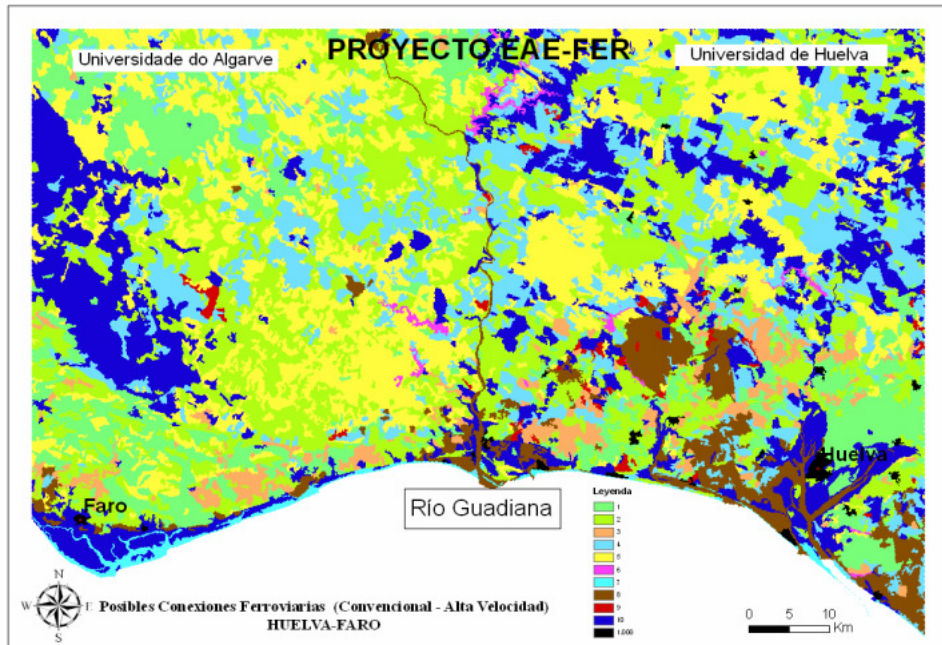 PROYECTO EAE-FER
Universidade do Algarve
Universidad de Huelva
Huelva
Faro
Río Guadiana
Leyenda
1
2
3
4
5
6
7
8
9
10
1.000
N
W E
S
Posibles Conexiones Ferroviarias (Convencional - Alta Velocidad)
HUELVA-FARO
0 5 10
Km